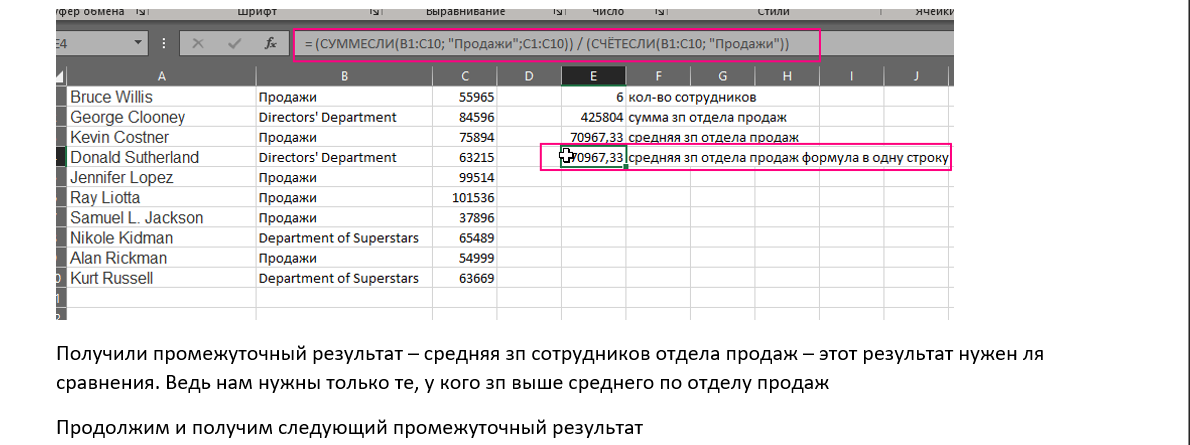 уфер обмена Шрифт Выравнивание Число Стили Ячейки
E4 fx =(СУММЕСЛИ(B1:C10; "Продажи";C1:C10)) / (СЧЁТЕСЛИ(B1:C10; "Продажи"))
A B C D E F G H I J
Bruce Willis Продажи 55965 6 кол-во сотрудников
George Clooney Directors' Department 84596 425804 сумма зп отдела продаж
Kevin Costner Продажи 75894 70967,33 средняя зп отдела продаж
Donald Sutherland Directors' Department 63215 70967,33 средняя зп отдела продаж формула в одну строку
Jennifer Lopez Продажи 99514
Ray Liotta Продажи 101536
Samuel L. Jackson Продажи 37896
Nikole Kidman Department of Superstars 65489
Alan Rickman Продажи 54999
0 Kurt Russell Department of Superstars 63669
1
Получили промежуточный результат – средняя зп сотрудников отдела продаж – этот результат нужен ля
сравнения. Ведь нам нужны только те, у кого зп выше среднего по отделу продаж
Продолжим и получим следующий промежуточный результат